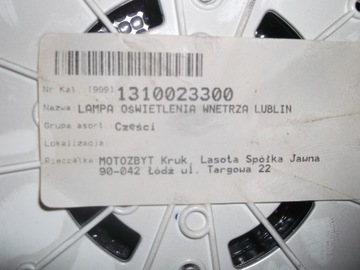 Nr Kat. (999) 1310023300
Nazwa LAMPA OŚWIETLENIA WNETRZA LUBLIN
Grupa asort. Części
Lokalizacja:
Pieczątka MOTOZBYT Kruk, Lasota Spółka Jawna
90-042 Łódź ul. Targowa 22